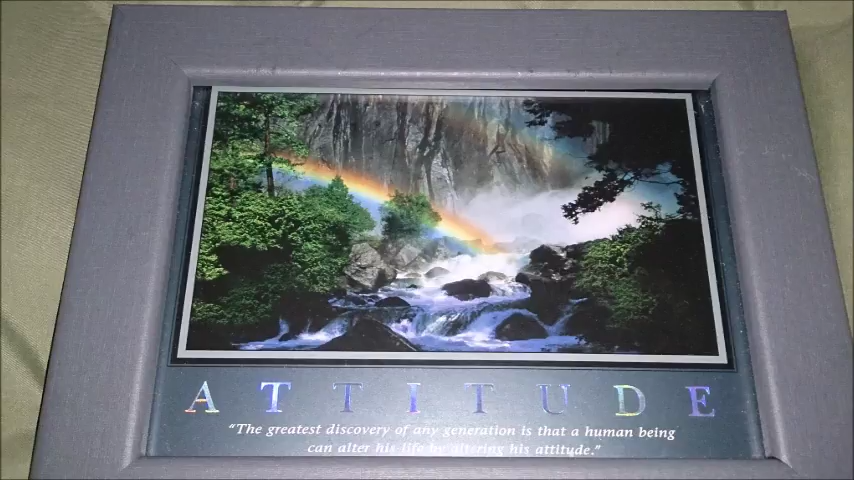 ATTITUDE
“The greatest discovery of any generation is that a human being
can alter his life by altering his attitude.”